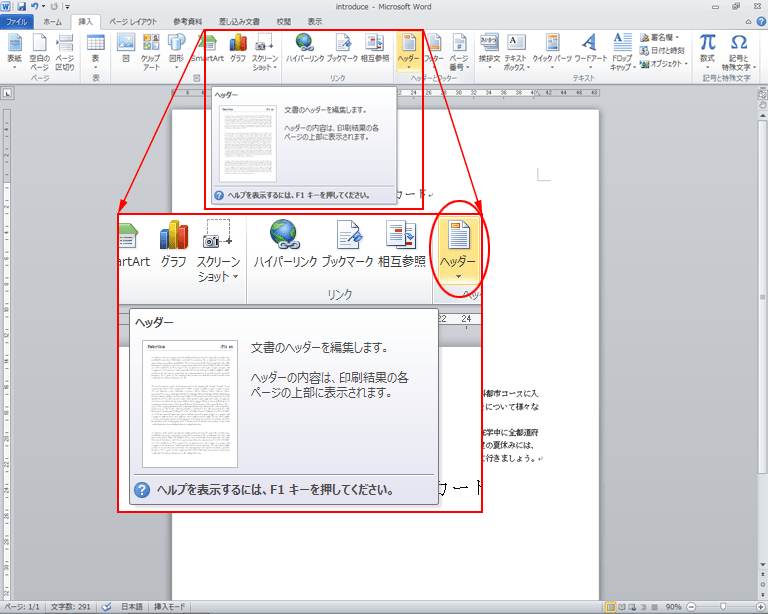 introduce - Microsoft Word
ファイル ホーム 挿入 ページ レイアウト 参考資料 差し込み文書 校閲 表示
表紙 空白のページ ページ区切り 表 図 クリップアート 図形 SmartArt グラフ スクリーンショット ハイパーリンク ブックマーク 相互参照 ヘッダー フッター ページ番号 挨拶文 テキストボックス クイック パーツ ワードアート ドロップキャップ 署名欄 日付と時刻 オブジェクト 数式 記号と特殊文字
ページ 表 図 リンク ヘッダーとフッター テキスト 記号と特殊文字
ヘッダー
文書のヘッダーを編集します。
ヘッダーの内容は、印刷結果の各
ページの上部に表示されます。
ヘルプを表示するには、F1 キーを押してください。
カード
artArt グラフ スクリーンショット ハイパーリンク ブックマーク 相互参照 ヘッダー
リンク
22 24
ヘッダー
文書のヘッダーを編集します。
ヘッダーの内容は、印刷結果の各
ページの上部に表示されます。
ヘルプを表示するには、F1 キーを押してください。
都市コースに入
について様々な
学中に全都道府
の夏休みには、
に行きましょう。
ページ: 1/1 文字数: 291 日本語 挿入モード 90%